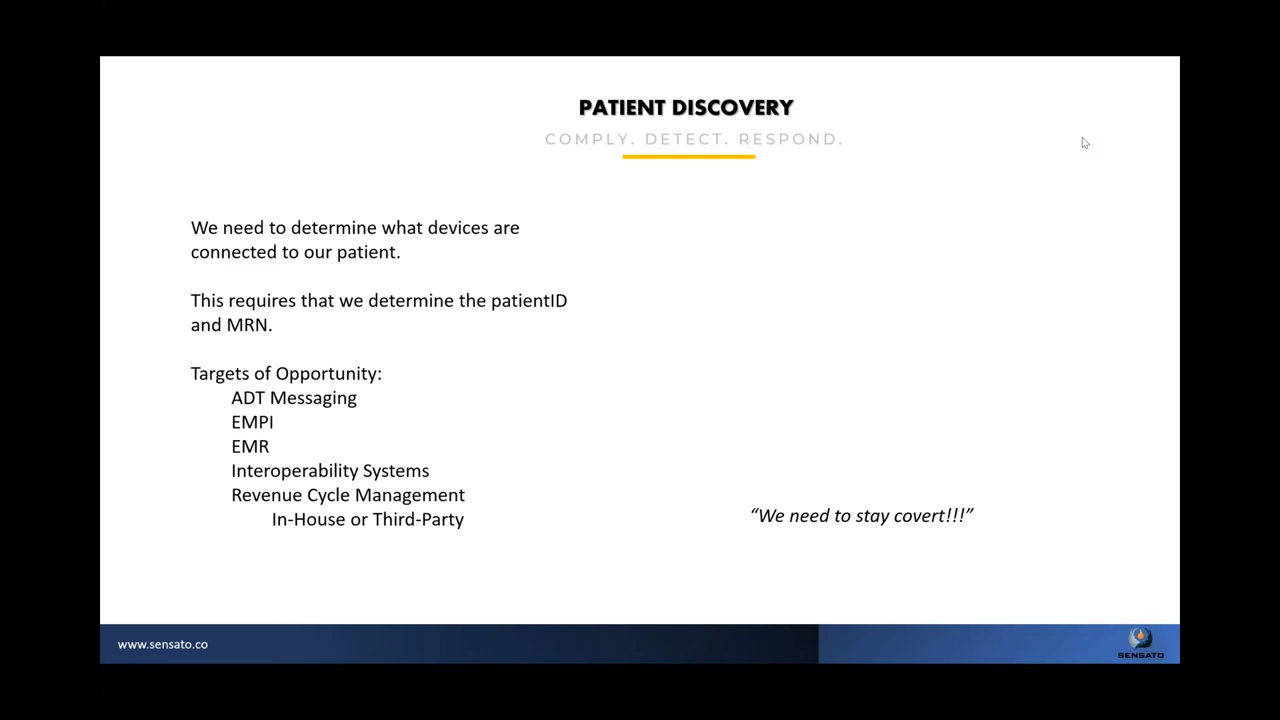 PATIENT DISCOVERY
COMPLY. DETECT. RESPOND.
We need to determine what devices are
connected to our patient.
This requires that we determine the patientID
and MRN.
Targets of Opportunity:
ADT Messaging
EMPI
EMR
Interoperability Systems
Revenue Cycle Management
In-House or Third-Party
“We need to stay covert!!!”
www.sensato.co
SENSATO